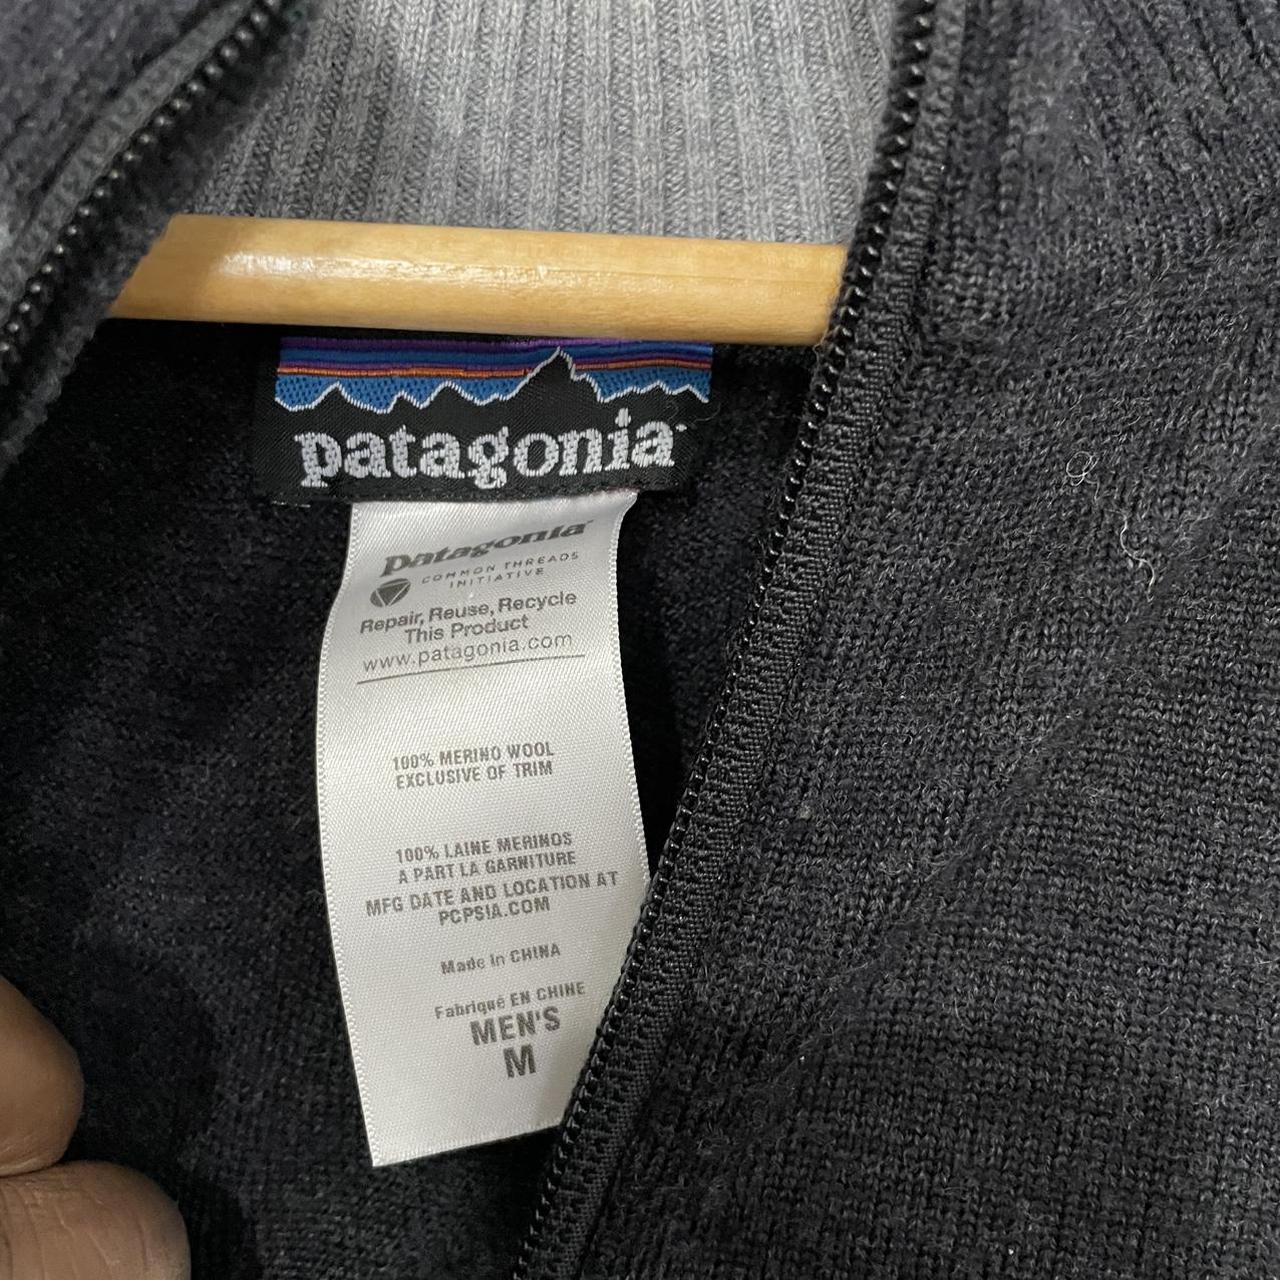 patagonia
patagonia
COMMON THREADS
INITIATIVE
Repair, Reuse, Recycle
This Product
www.patagonia.com
100% MERINO WOOL
EXCLUSIVE OF TRIM
100% LAINE MERINOS
A PART LA GARNITURE
MFG DATE AND LOCATION AT
PCPSIA.COM
Made in CHINA
Fabriqué EN CHINE
MEN'S
M